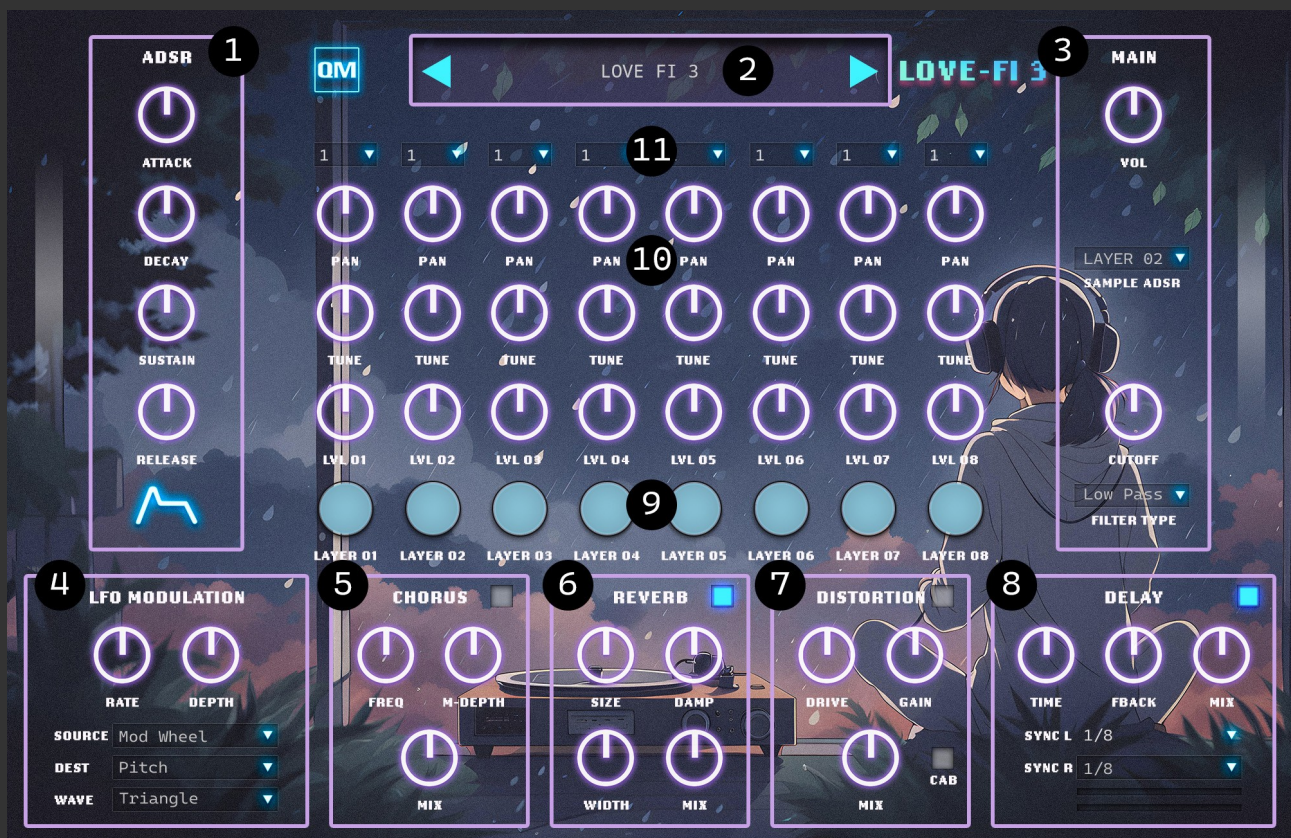 1
ADSR
ATTACK
DECAY
SUSTAIN
RELEASE
QM
LOVE FI 3
2
LOVE-FI 3
3
MAIN
VOL
LAYER 02
SAMPLE ADSR
CUTOFF
Low Pass
FILTER TYPE
1 1 1 1 11 1 1 1
PAN PAN PAN PAN 10 PAN PAN PAN PAN
TUNE TUNE TUNE TUNE TUNE TUNE TUNE TUNE
LVL 01 LVL 02 LVL 03 LVL 04 LVL 05 LVL 06 LVL 07 LVL 08
9
LAYER 01 LAYER 02 LAYER 03 LAYER 04 LAYER 05 LAYER 06 LAYER 07 LAYER 08
4
LFO MODULATION
RATE DEPTH
SOURCE Mod Wheel
DEST Pitch
WAVE Triangle
5
CHORUS
FREQ M-DEPTH
MIX
6
REVERB
SIZE DAMP
WIDTH MIX
7
DISTORTION
DRIVE GAIN
MIX CAB
8
DELAY
TIME FBACK MIX
SYNC L 1/8
SYNC R 1/8